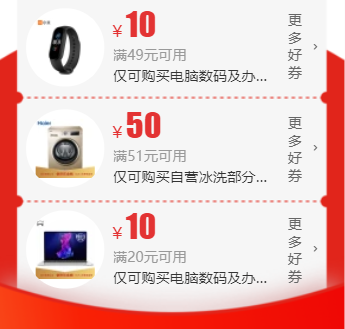 ¥10
满49元可用
仅可购买电脑数码及办...
更多好券
Haier
¥50
满51元可用
仅可购买自营冰洗部分...
更多好券
¥10
满20元可用
仅可购买电脑数码及办...
更多好券